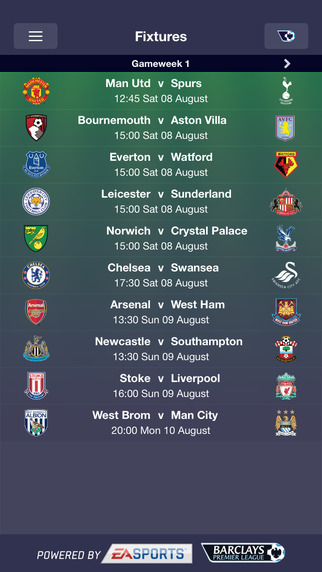 Fixtures
Gameweek 1
Man Utd v Spurs
12:45 Sat 08 August
Bournemouth v Aston Villa
15:00 Sat 08 August
Everton v Watford
15:00 Sat 08 August
Leicester v Sunderland
15:00 Sat 08 August
Norwich v Crystal Palace
15:00 Sat 08 August
Chelsea v Swansea
17:30 Sat 08 August
Arsenal v West Ham
13:30 Sun 09 August
Newcastle v Southampton
13:30 Sun 09 August
Stoke v Liverpool
16:00 Sun 09 August
West Brom v Man City
20:00 Mon 10 August
POWERED BY EA SPORTS BARCLAYS
PREMIER LEAGUE